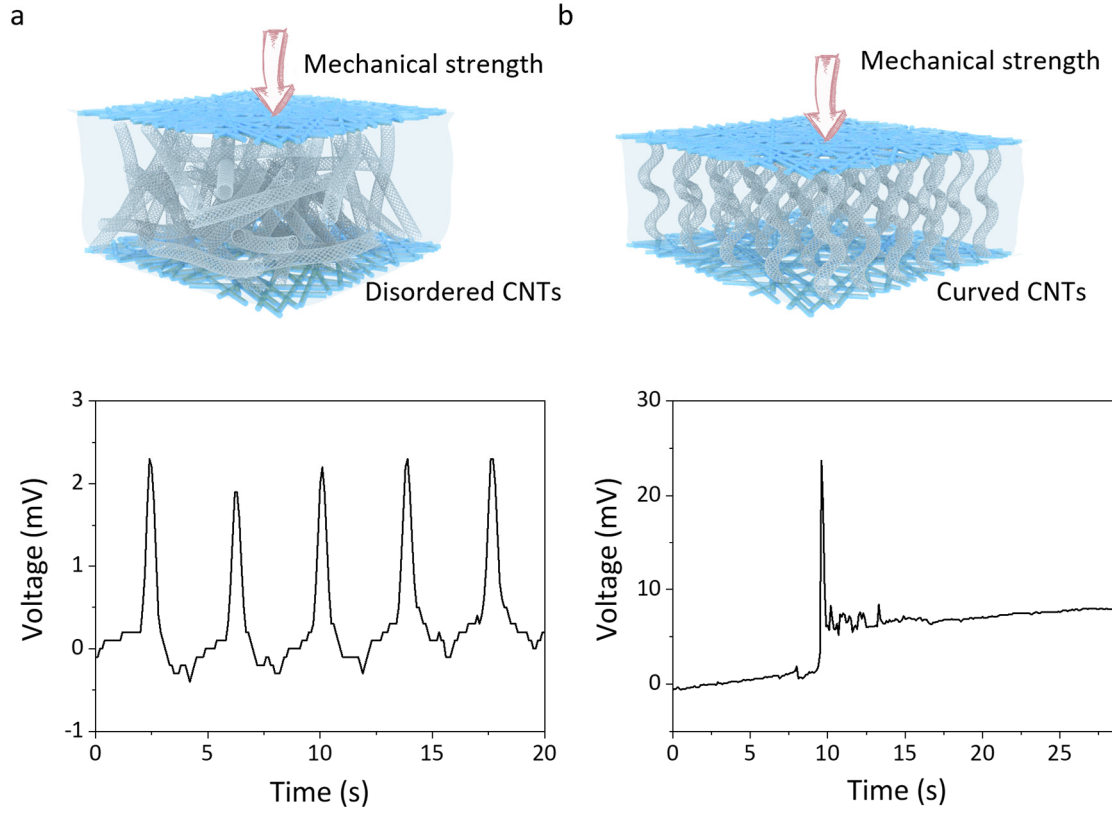 a
b
Mechanical strength
Mechanical strength
Disordered CNTs
Curved CNTs
3
2
1
0
-1
Voltage (mV)
0
5
10
15
20
Time (s)
30
20
10
0
Voltage (mV)
0
5
10
15
20
25
Time (s)